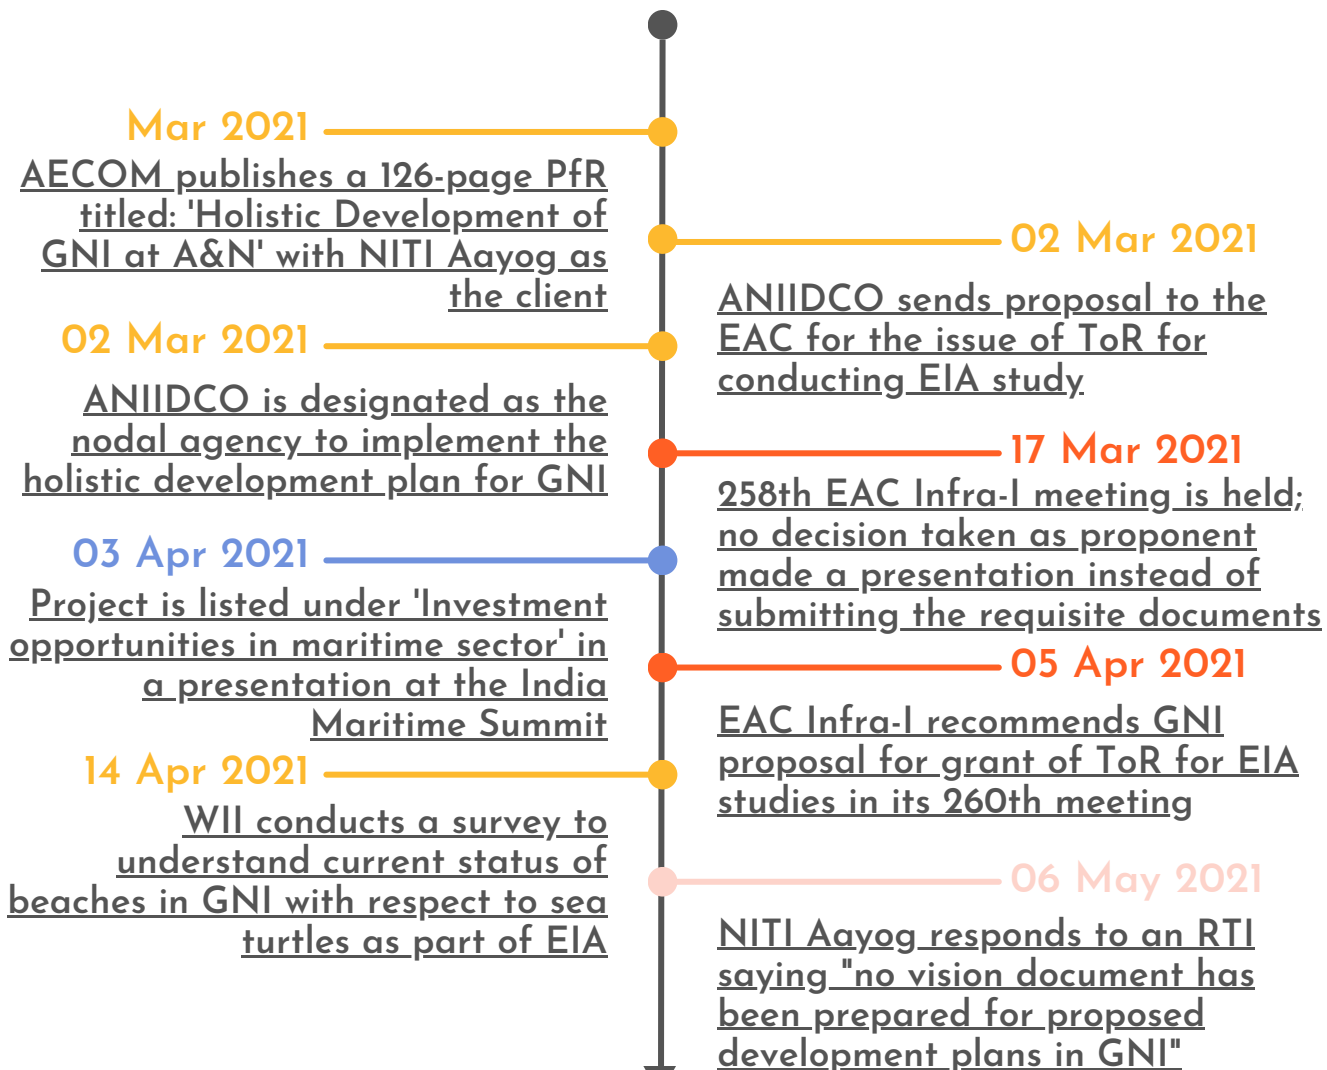 Mar 2021
AECOM publishes a 126-page PfR
titled: 'Holistic Development of
GNI at A&N' with NITI Aayog as
the client
02 Mar 2021
ANIIDCO sends proposal to the
EAC for the issue of ToR for
conducting EIA study
02 Mar 2021
ANIIDCO is designated as the
nodal agency to implement the
holistic development plan for GNI
17 Mar 2021
258th EAC Infra-I meeting is held;
no decision taken as proponent
made a presentation instead of
submitting the requisite documents
03 Apr 2021
Project is listed under 'Investment
opportunities in maritime sector' in
a presentation at the India
Maritime Summit
05 Apr 2021
EAC Infra-I recommends GNI
proposal for grant of ToR for EIA
studies in its 260th meeting
14 Apr 2021
WII conducts a survey to
understand current status of
beaches in GNI with respect to sea
turtles as part of EIA
06 May 2021
NITI Aayog responds to an RTI
saying "no vision document has
been prepared for proposed
development plans in GNI"